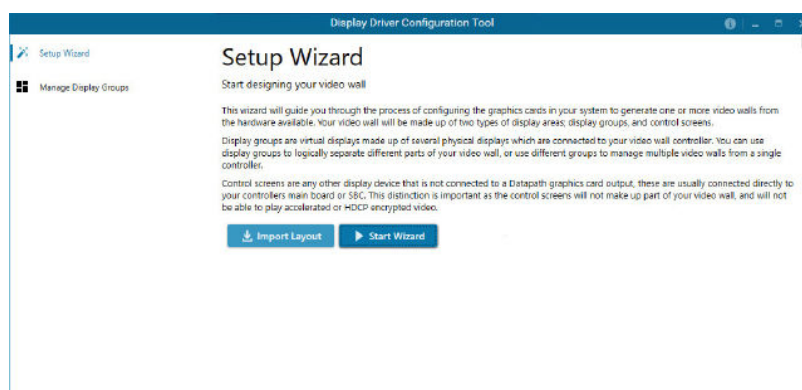 Display Driver Configuration Tool
Setup Wizard
Manage Display Groups
Setup Wizard
Start designing your video wall
This wizard will guide you through the process of configuring the graphics cards in your system to generate one or more video walls from
the hardware available. Your video wall will be made up of two types of display areas; display groups, and control screens.
Display groups are virtual displays made up of several physical displays which are connected to your video wall controller. You can use
display groups to logically separate different parts of your video wall, or use different groups to manage multiple video walls from a single
controller.
Control screens are any other display device that is not connected to a Datapath graphics card output, these are usually connected directly to
your controllers main board or SBC. This distinction is important as the control screens will not make up part of your video wall, and will not
be able to play accelerated or HDCP encrypted video.
Import Layout
Start Wizard